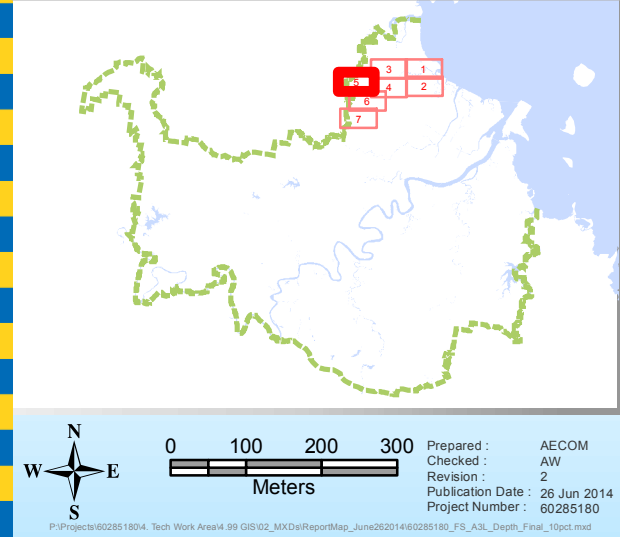 3 1
5 4 2
6
7
N
W E
S
0 100 200 300
Meters
Prepared : AECOM
Checked : AW
Revision : 2
Publication Date : 26 Jun 2014
Project Number : 60285180
P:\Projects\60285180\4. Tech Work Area\4.99 GIS\02_MXDs\ReportMap_June262014\60285180_FS_A3L_Depth_Final_10pct.mxd